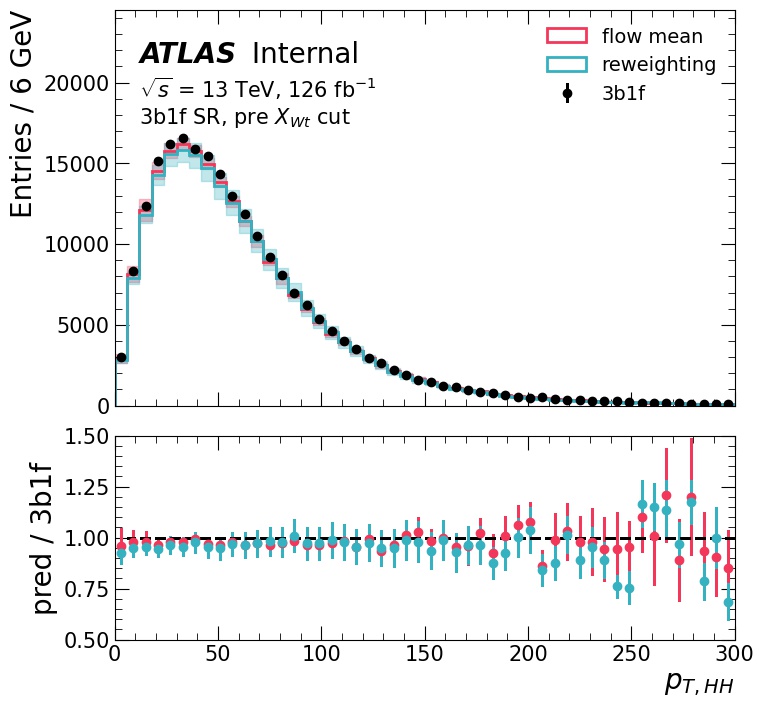 Entries / 6 GeV
ATLAS Internal
√s = 13 TeV, 126 fb⁻¹
3b1f SR, pre X_Wt cut
flow mean
reweighting
3b1f
20000
15000
10000
5000
0
pred / 3b1f
1.50
1.25
1.00
0.75
0.50
0 50 100 150 200 250 300
p_T, HH